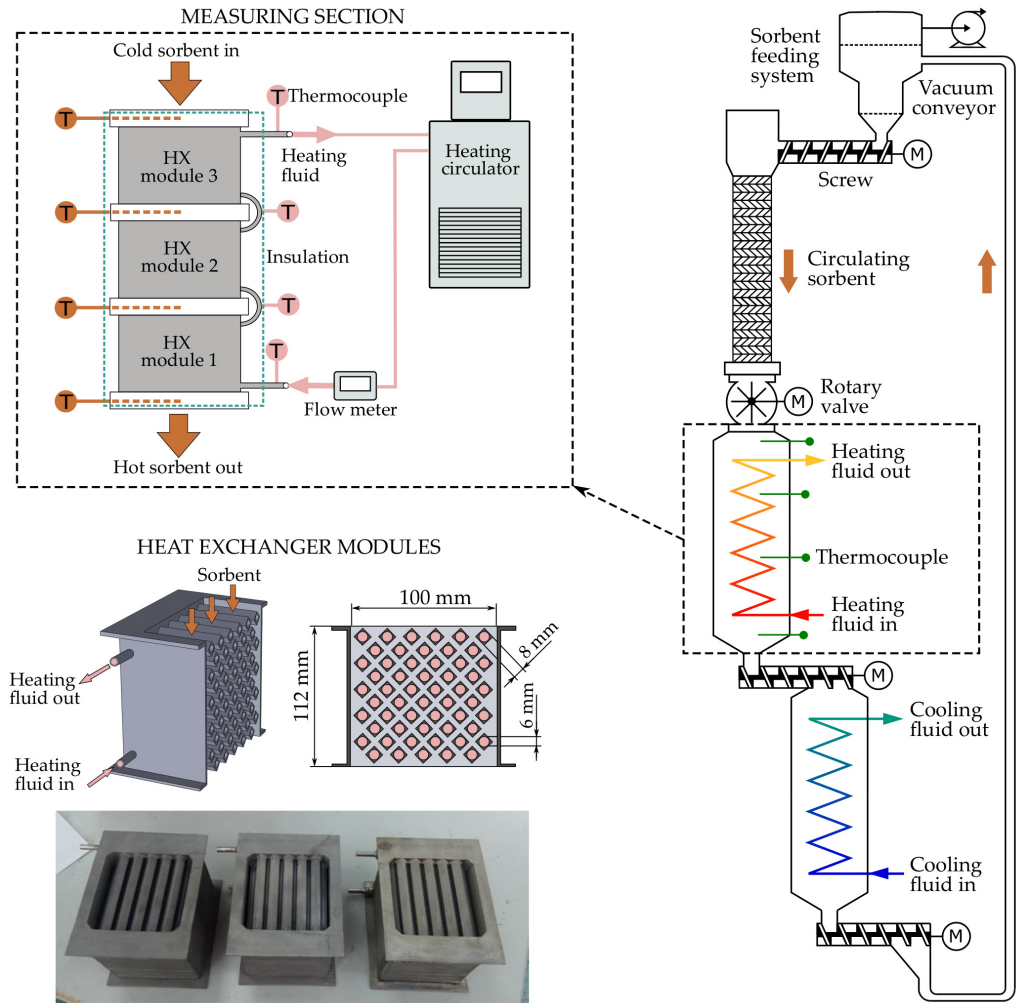 MEASURING SECTION
Cold sorbent in
T
T
Thermocouple
HX
module 3
Heating
fluid
Heating
circulator
T
T
HX
module 2
Insulation
T
T
HX
module 1
T
T
Flow meter
Hot sorbent out
Sorbent
feeding
system
Vacuum
conveyor
M
Screw
Circulating
sorbent
Rotary
valve
M
Heating
fluid out
Thermocouple
Heating
fluid in
M
Cooling
fluid out
Cooling
fluid in
M
HEAT EXCHANGER MODULES
Sorbent
Heating
fluid out
Heating
fluid in
100 mm
112 mm
8 mm
6 mm